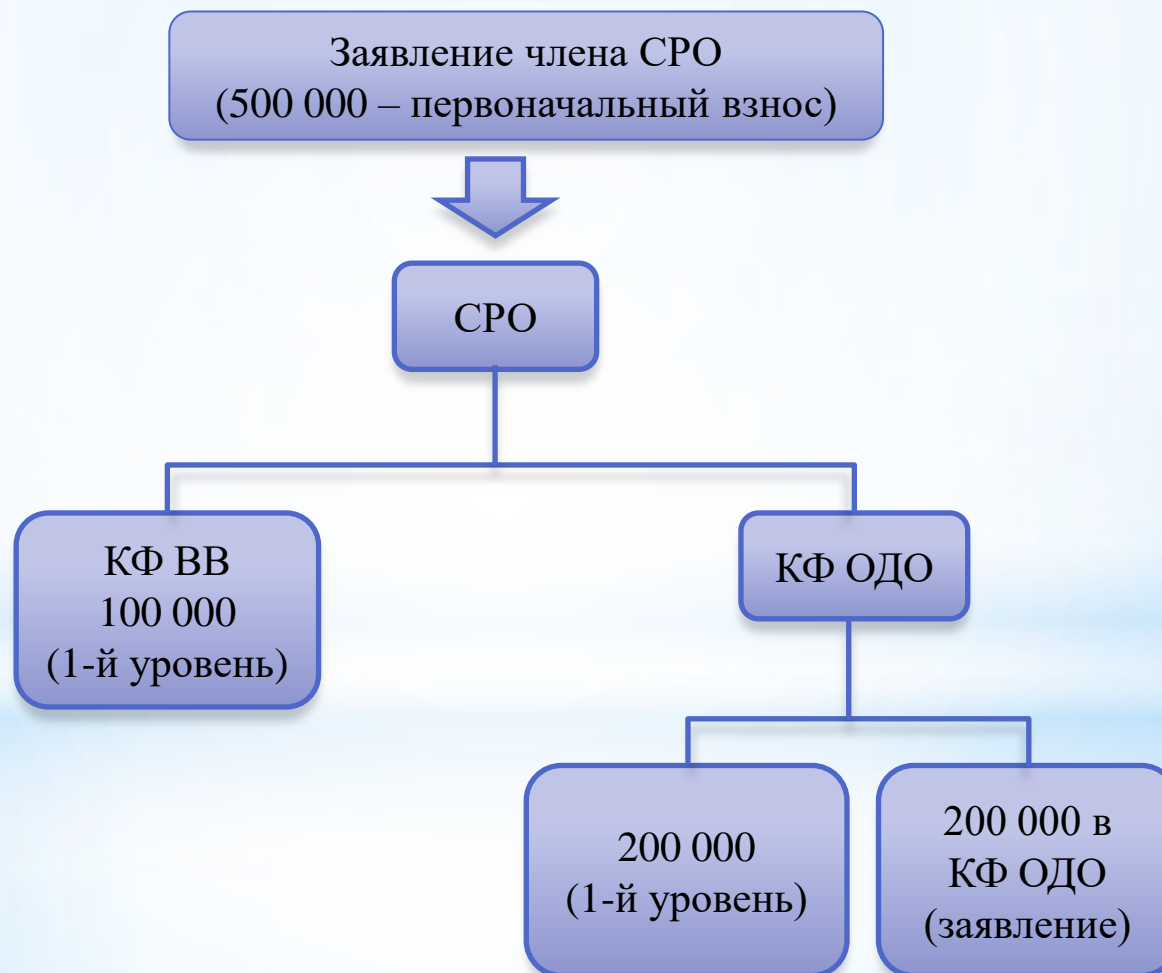 Заявление члена СРО
(500 000 – первоначальный взнос)
СРО
КФ ВВ
100 000
(1-й уровень)
КФ ОДО
200 000
(1-й уровень)
200 000 в
КФ ОДО
(заявление)